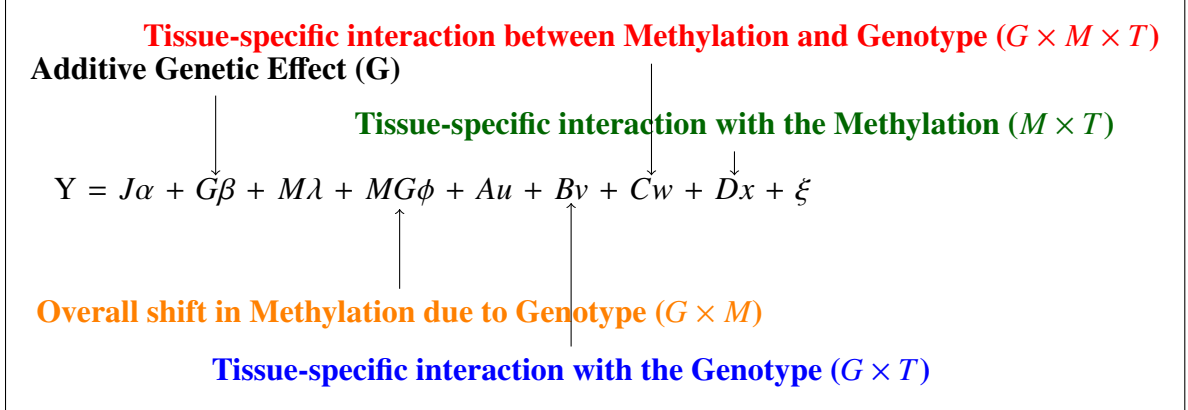 Tissue-specific interaction between Methylation and Genotype (G × M × T)
Additive Genetic Effect (G)
Tissue-specific interaction with the Methylation (M × T)
Y = Jα + Gβ + Mλ + MGϕ + Au + Bv + Cw + Dx + ξ
Overall shift in Methylation due to Genotype (G × M)
Tissue-specific interaction with the Genotype (G × T)